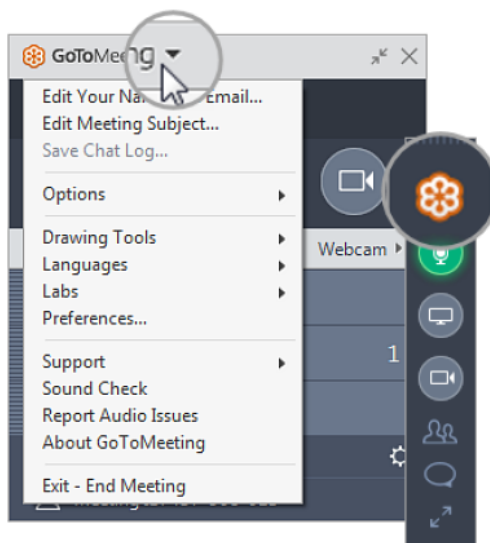 GoToMeeting
Edit Your Email...
Edit Meeting Subject...
Save Chat Log...
Options
Drawing Tools
Languages
Labs
Preferences...
Webcam
1
Support
Sound Check
Report Audio Issues
About GoToMeeting
Exit - End Meeting